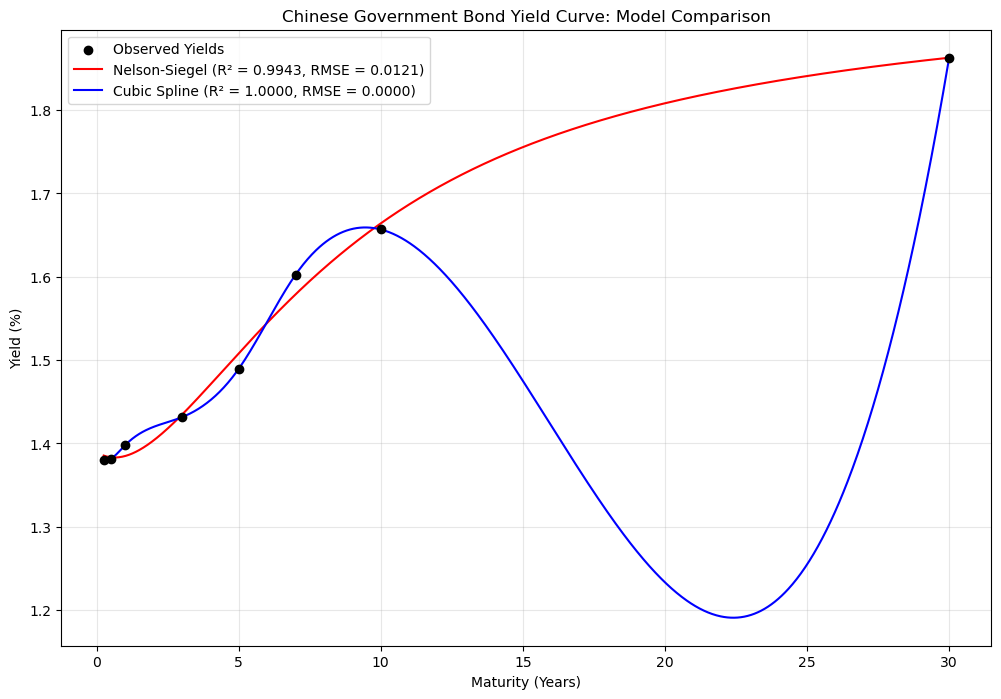 Chinese Government Bond Yield Curve: Model Comparison
Observed Yields
Nelson-Siegel (R² = 0.9943, RMSE = 0.0121)
Cubic Spline (R² = 1.0000, RMSE = 0.0000)
Yield (%)
1.8
1.7
1.6
1.5
1.4
1.3
1.2
0 5 10 15 20 25 30
Maturity (Years)